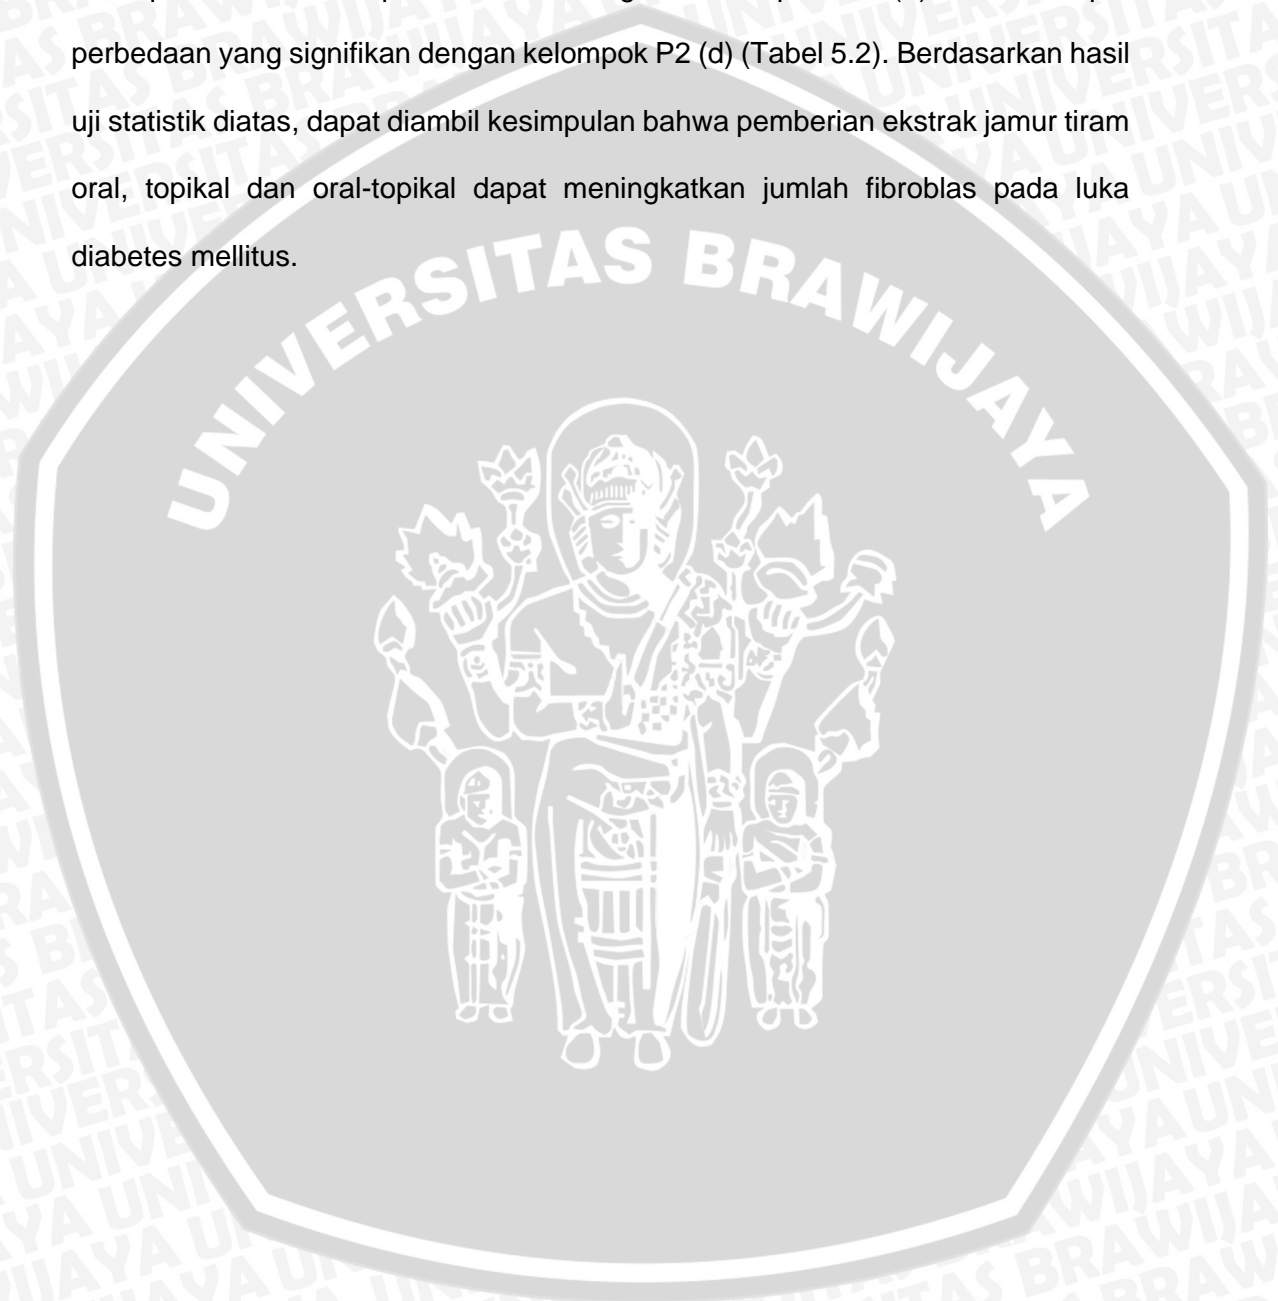 perbedaan yang signifikan dengan kelompok P2 (d) (Tabel 5.2). Berdasarkan hasil
uji statistik diatas, dapat diambil kesimpulan bahwa pemberian ekstrak jamur tiram
oral, topikal dan oral-topikal dapat meningkatkan jumlah fibroblas pada luka
diabetes mellitus.
UNIVERSITAS BRAWIJAYA